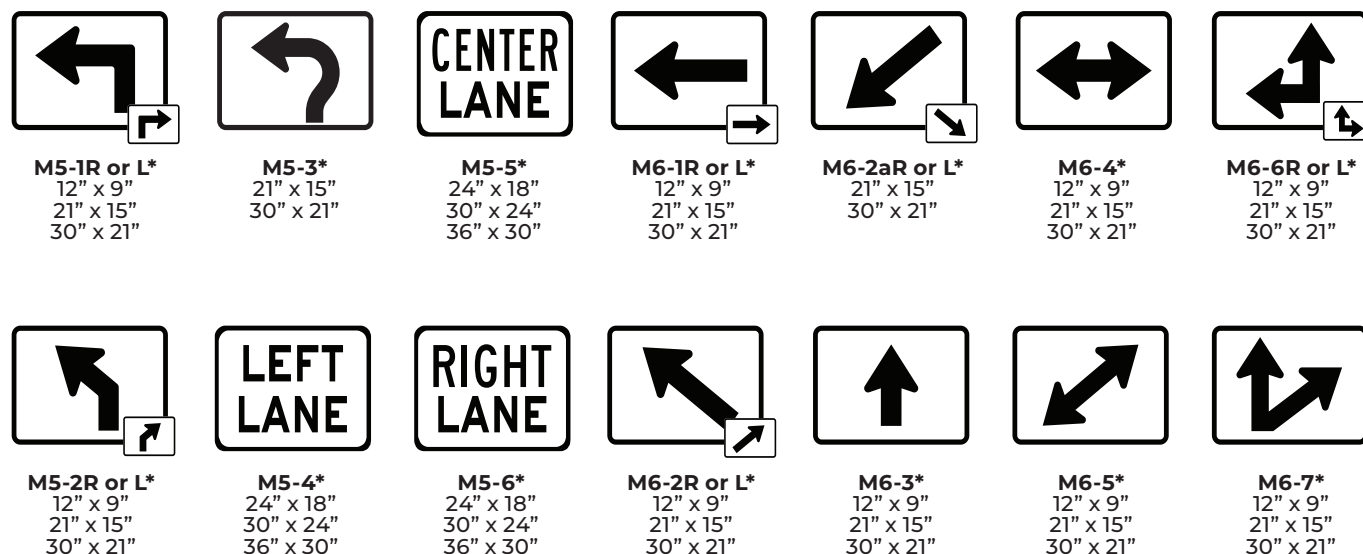 CENTER
LANE
M5-1R or L*
12” x 9”
21” x 15”
30” x 21”
M5-3*
21” x 15”
30” x 21”
M5-5*
24” x 18”
30” x 24”
36” x 30”
M6-1R or L*
12” x 9”
21” x 15”
30” x 21”
M6-2aR or L*
21” x 15”
30” x 21”
M6-4*
12” x 9”
21” x 15”
30” x 21”
M6-6R or L*
12” x 9”
21” x 15”
30” x 21”
LEFT
LANE
RIGHT
LANE
M5-2R or L*
12” x 9”
21” x 15”
30” x 21”
M5-4*
24” x 18”
30” x 24”
36” x 30”
M5-6*
24” x 18”
30” x 24”
36” x 30”
M6-2R or L*
12” x 9”
21” x 15”
30” x 21”
M6-3*
12” x 9”
21” x 15”
30” x 21”
M6-5*
12” x 9”
21” x 15”
30” x 21”
M6-7*
12” x 9”
21” x 15”
30” x 21”